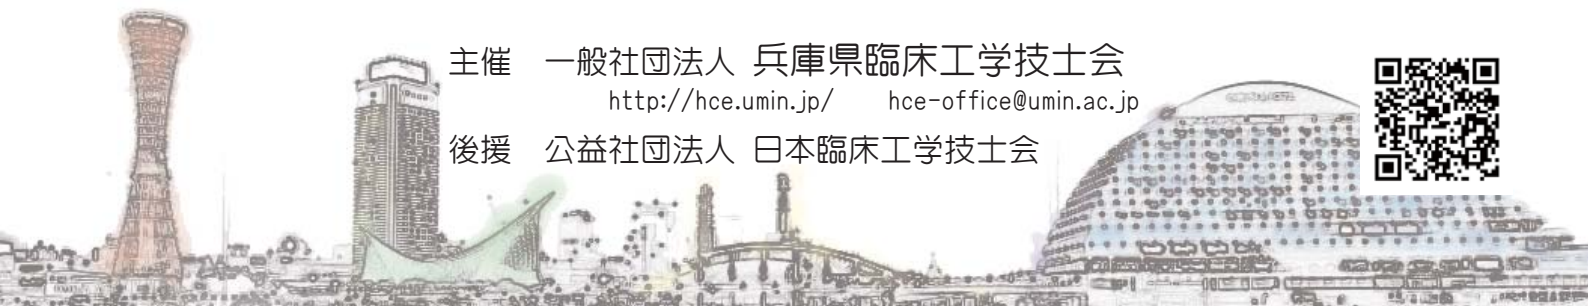 主催 一般社団法人 兵庫県臨床工学技士会
http://hce.umin.jp/ hce-office@umin.ac.jp
後援 公益社団法人 日本臨床工学技士会